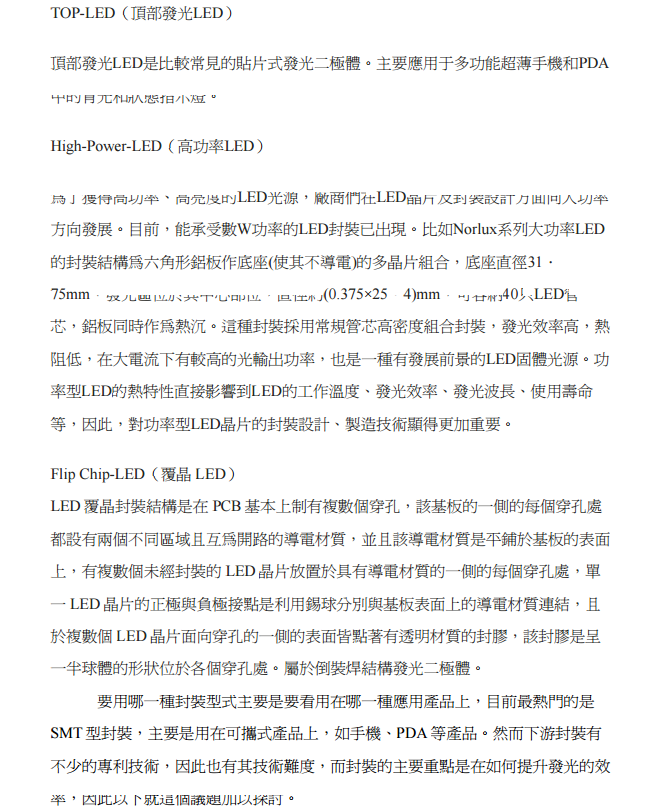 TOP-LED（頂部發光LED）
頂部發光LED是比較常見的貼片式發光二極體。主要應用于多功能超薄手機和PDA
中的背光和狀態指示燈。
High-Power-LED（高功率LED）
爲了獲得高功率、高亮度的LED光源，廠商們在LED晶片及封裝設計方面向大功率
方向發展。目前，能承受數W功率的LED封裝已出現。比如Norlux系列大功率LED
的封裝結構爲六角形鋁板作底座(使其不導電)的多晶片組合，底座直徑31．
75mm，發光區位於其中心部位，直徑約(0.375×25．4)mm，可容納40只LED管
芯，鋁板同時作爲熱沉。這種封裝採用常規管芯高密度組合封裝，發光效率高，熱
阻低，在大電流下有較高的光輸出功率，也是一種有發展前景的LED固體光源。功
率型LED的熱特性直接影響到LED的工作溫度、發光效率、發光波長、使用壽命
等，因此，對功率型LED晶片的封裝設計、製造技術顯得更加重要。
Flip Chip-LED（覆晶 LED）
LED 覆晶封裝結構是在 PCB 基本上制有複數個穿孔，該基板的一側的每個穿孔處
都設有兩個不同區域且互爲開路的導電材質，並且該導電材質是平鋪於基板的表面
上，有複數個未經封裝的 LED 晶片放置於具有導電材質的一側的每個穿孔處，單
一 LED 晶片的正極與負極接點是利用錫球分別與基板表面上的導電材質連結，且
於複數個 LED 晶片面向穿孔的一側的表面皆點著有透明材質的封膠，該封膠是呈
一半球體的形狀位於各個穿孔處。屬於倒裝焊結構發光二極體。
要用哪一種封裝型式主要是要看用在哪一種應用產品上，目前最熱門的是
SMT 型封裝，主要是用在可攜式產品上，如手機、PDA 等產品。然而下游封裝有
不少的專利技術，因此也有其技術難度，而封裝的主要重點是在如何提升發光的效
率，因此以下就這個議題加以探討。